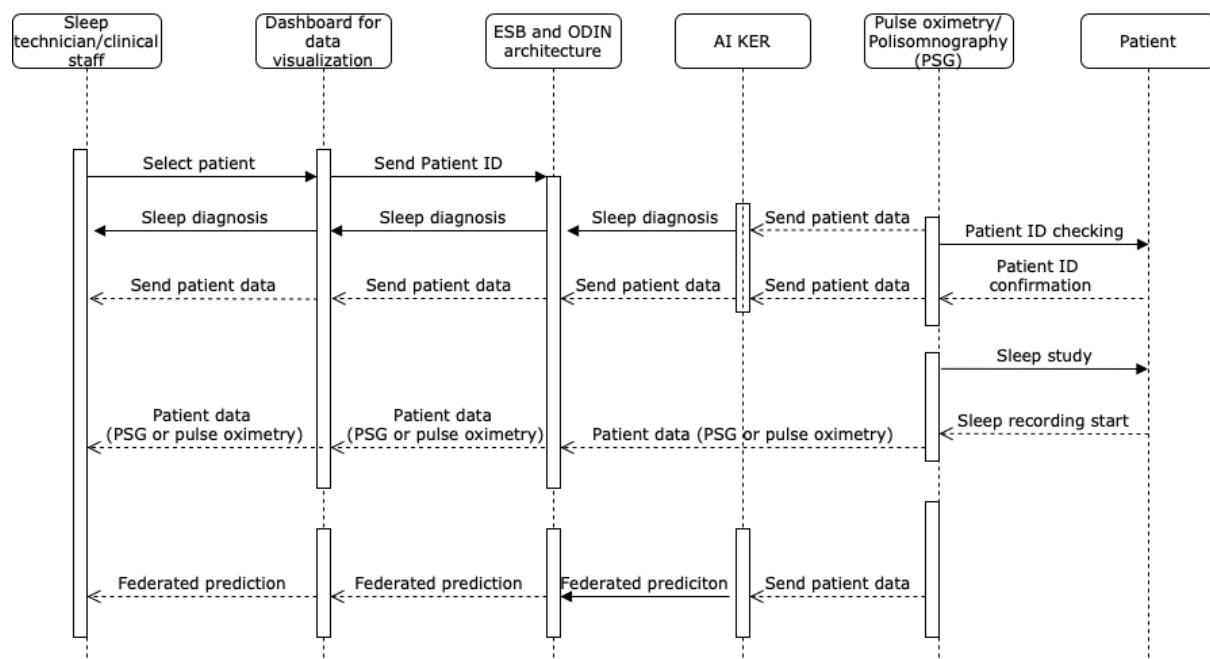 Sleep
technician/clinical
staff
Dashboard for
data
visualization
ESB and ODIN
architecture
AI KER
Pulse oximetry/
Polisomnography
(PSG)
Patient
Select patient
Send Patient ID
Sleep diagnosis
Sleep diagnosis
Sleep diagnosis
Send patient data
Patient ID checking
Send patient data
Send patient data
Send patient data
Send patient data
Patient ID
confirmation
Sleep study
Patient data
(PSG or pulse oximetry)
Patient data
(PSG or pulse oximetry)
Patient data (PSG or pulse oximetry)
Sleep recording start
Federated prediction
Federated prediction
Federated prediciton
Send patient data